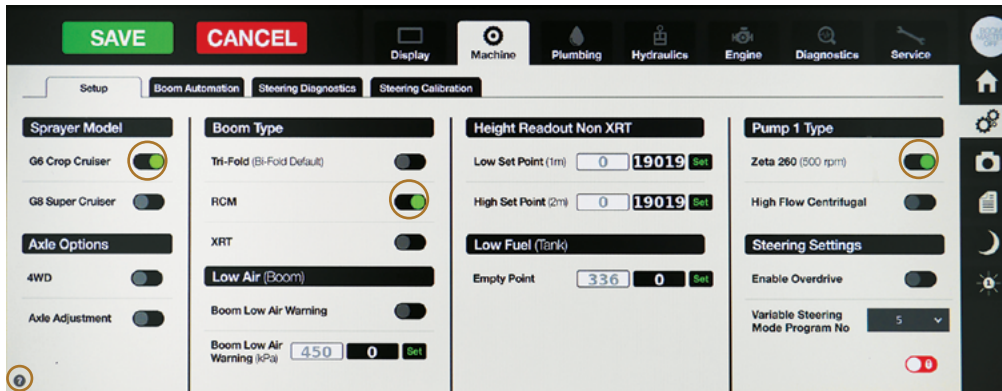 SAVE
CANCEL
Display
Machine
Plumbing
Hydraulics
Engine
Diagnostics
Service
Setup
Boom Automation
Steering Diagnostics
Steering Calibration
Sprayer Model
G6 Crop Cruiser
G8 Super Cruiser
Axle Options
4WD
Axle Adjustment
?
Boom Type
Tri-Fold (Bi-Fold Default)
RCM
XRT
Low Air (Boom)
Boom Low Air Warning
Boom Low Air
Warning (kPa) 450 0 Set
Height Readout Non XRT
Low Set Point (1m) 0 19019 Set
High Set Point (2m) 0 19019 Set
Low Fuel (Tank)
Empty Point 336 0 Set
Pump 1 Type
Zeta 260 (500 rpm)
High Flow Centrifugal
Steering Settings
Enable Overdrive
Variable Steering
Mode Program No 5